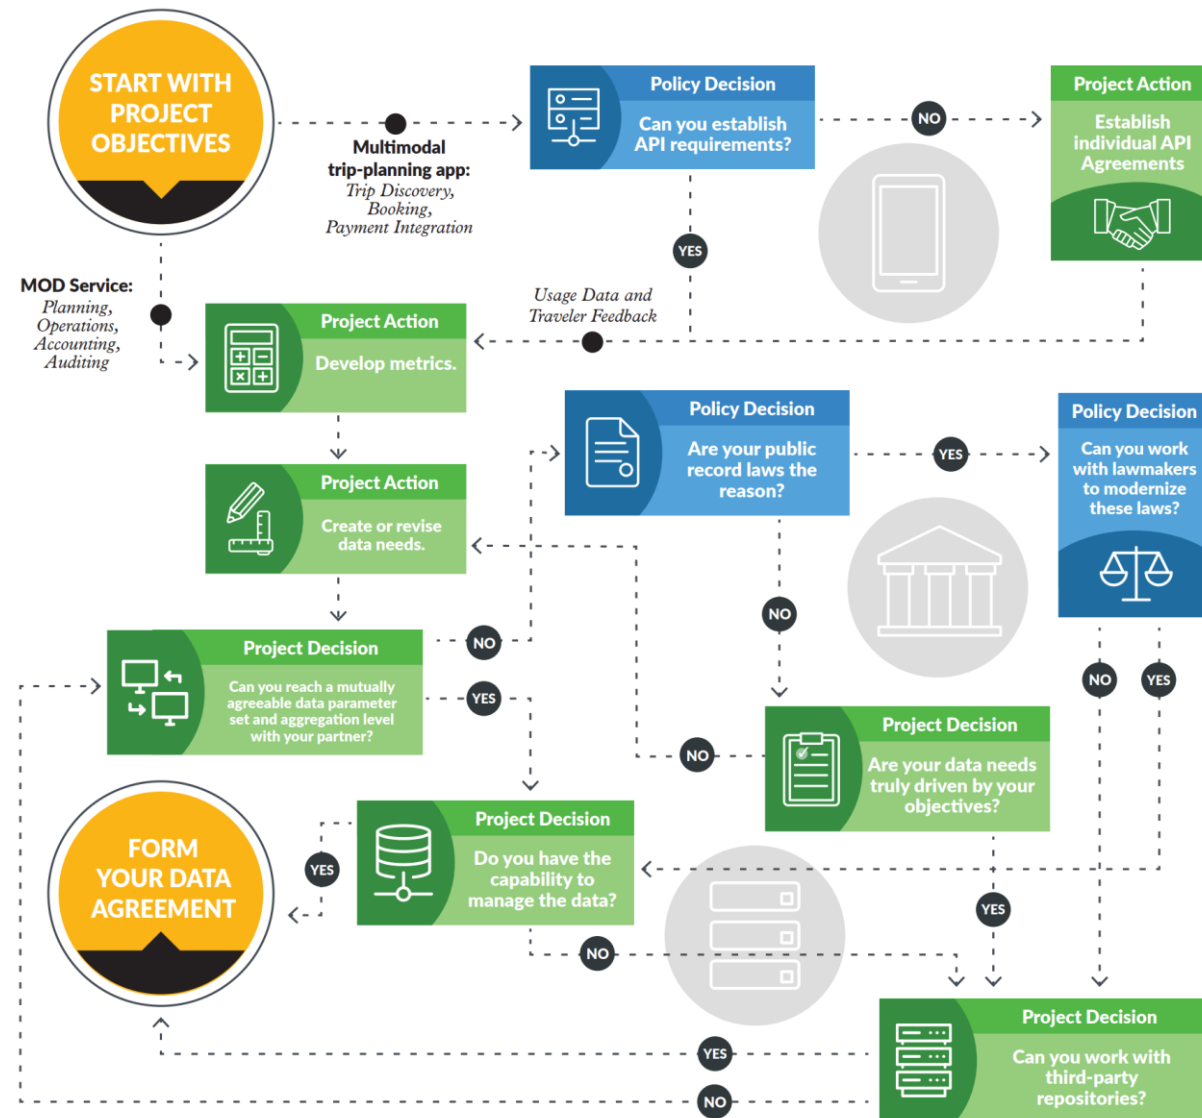 START WITH
PROJECT
OBJECTIVES
Multimodal
trip-planning app:
Trip Discovery,
Booking,
Payment Integration
Policy Decision
Can you establish
API requirements?
NO
Project Action
Establish
individual API
Agreements
YES
MOD Service:
Planning,
Operations,
Accounting,
Auditing
Usage Data and
Traveler Feedback
Project Action
Develop metrics.
Project Action
Create or revise
data needs.
Policy Decision
Are your public
record laws the
reason?
YES
Policy Decision
Can you work
with lawmakers
to modernize
these laws?
NO
Project Decision
Can you reach a mutually
agreeable data parameter
set and aggregation level
with your partner?
NO
YES
NO
YES
Project Decision
Are your data needs
truly driven by your
objectives?
NO
FORM
YOUR DATA
AGREEMENT
YES
Project Decision
Do you have the
capability to
manage the data?
YES
NO
Project Decision
Can you work with
third-party
repositories?
YES
NO